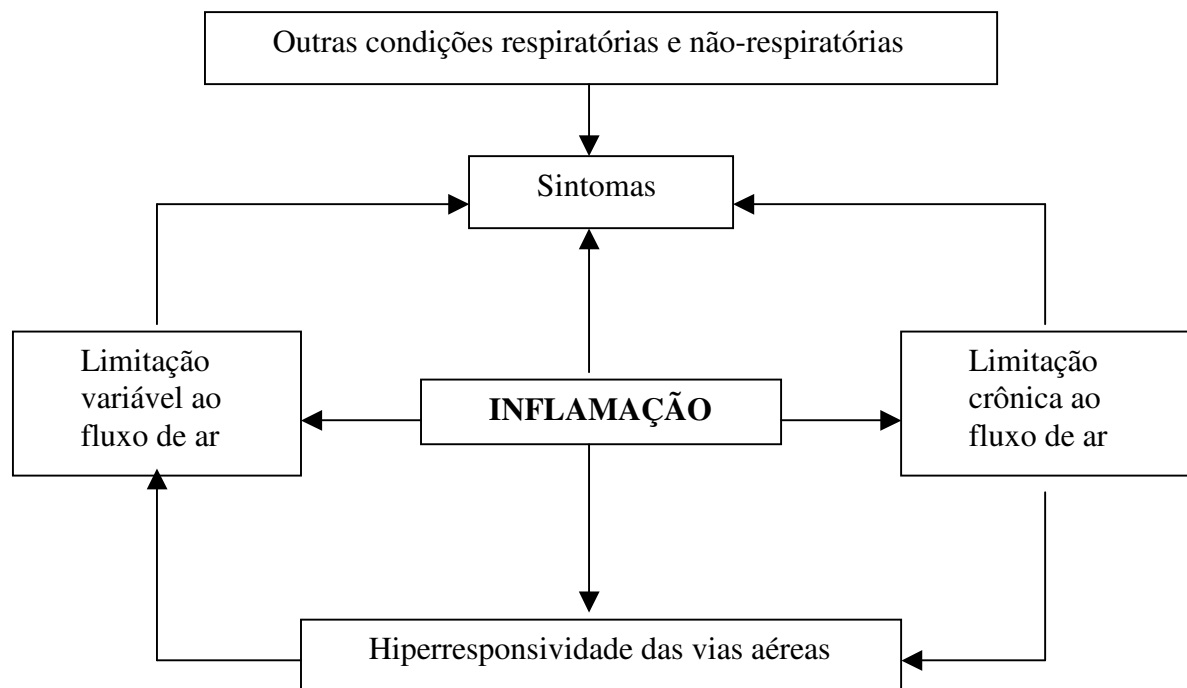 Outras condições respiratórias e não-respiratórias
Sintomas
Limitação
variável ao
fluxo de ar
INFLAMAÇÃO
Limitação
crônica ao
fluxo de ar
Hiperresponsividade das vias aéreas